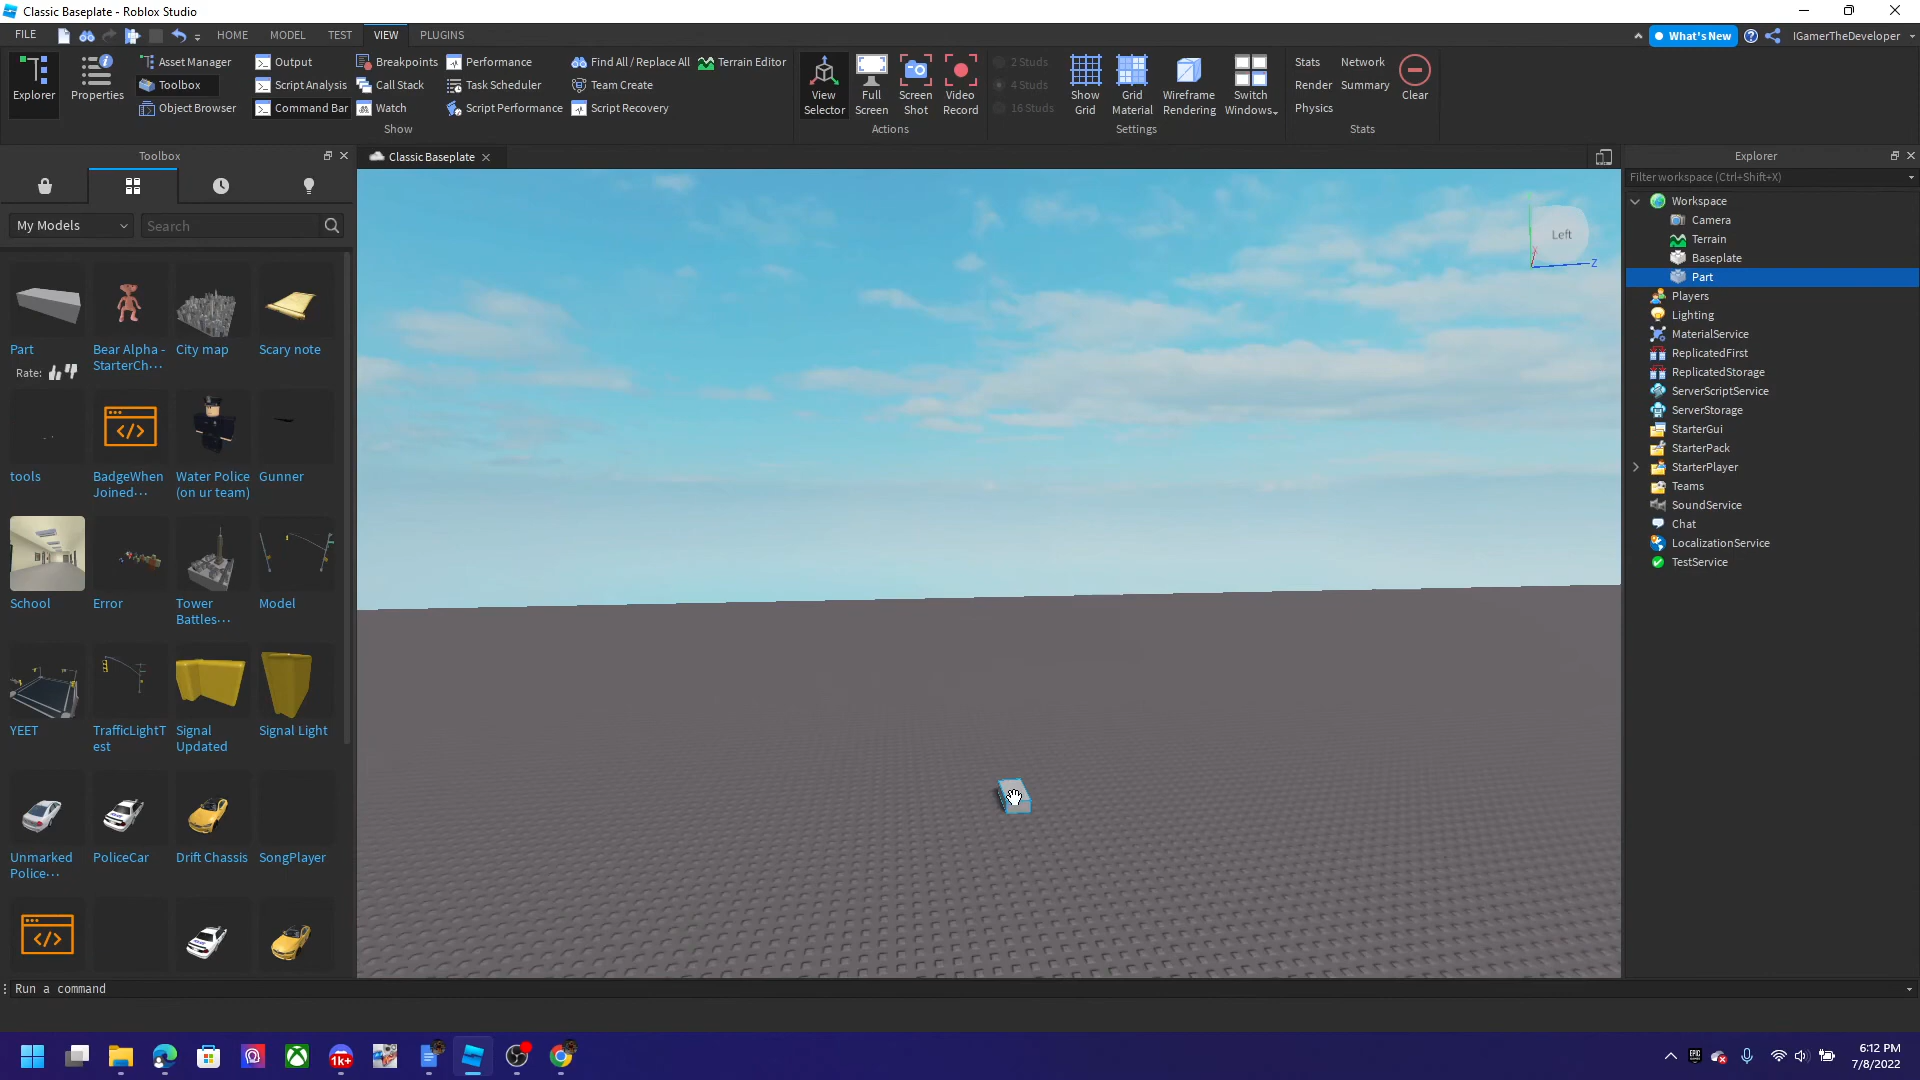 Classic Baseplate - Roblox Studio
FILE HOME MODEL TEST VIEW PLUGINS What's New IGamerTheDeveloper
Explorer
Properties
Asset Manager
Toolbox
Object Browser
Output
Script Analysis
Command Bar
Breakpoints
Call Stack
Watch
Performance
Task Scheduler
Script Performance
Find All / Replace All
Team Create
Script Recovery
Terrain Editor
Show
View
Selector
Full
Screen
Screen
Shot
Video
Record
Actions
2 Studs
4 Studs
16 Studs
Show
Grid
Grid
Material
Wireframe
Rendering
Switch
Windows
Settings
Stats
Render
Physics
Network
Summary
Clear
Stats
Toolbox
My Models
Search
Part
Rate:
Bear Alpha -
StarterCh···
City map
Scary note
tools
BadgeWhen
Joined···
Water Police
(on ur team)
Gunner
School
Error
Tower
Battles···
Model
YEET
TrafficLightT
est
Signal
Updated
Signal Light
Unmarked
Police···
PoliceCar
Drift Chassis
SongPlayer
Classic Baseplate
Left
Z
Explorer
Filter workspace (Ctrl+Shift+X)
Workspace
Camera
Terrain
Baseplate
Part
Players
Lighting
MaterialService
ReplicatedFirst
ReplicatedStorage
ServerScriptService
ServerStorage
StarterGui
StarterPack
StarterPlayer
Teams
SoundService
Chat
LocalizationService
TestService
Run a command
1k+
EPIC
6:12 PM
7/8/2022